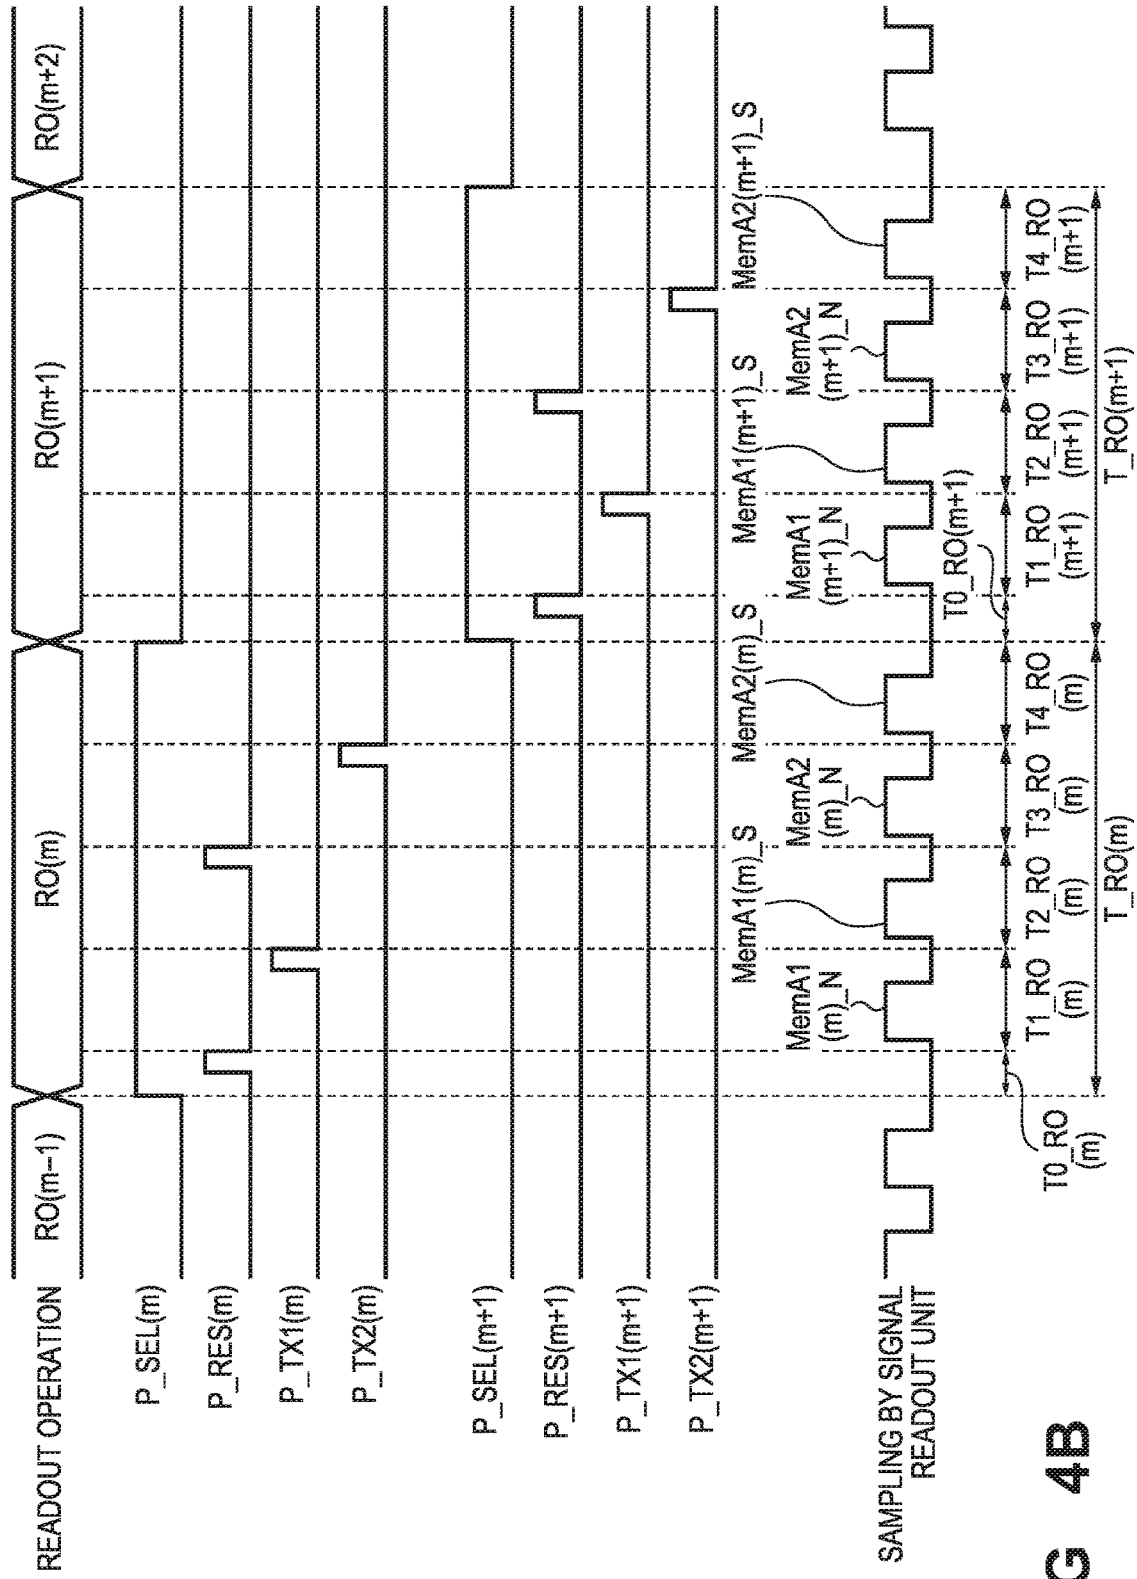 READOUT OPERATION
RO(m−1)
RO(m)
RO(m+1)
RO(m+2)
P_SEL(m)
P_RES(m)
P_TX1(m)
P_TX2(m)
P_SEL(m+1)
P_RES(m+1)
P_TX1(m+1)
P_TX2(m+1)
MemA1(m)_S
MemA2(m)_S
MemA1(m+1)_S
MemA2(m+1)_S
MemA1
(m)_N
MemA2
(m)_N
MemA1
(m+1)_N
MemA2
(m+1)_N
SAMPLING BY SIGNAL
READOUT UNIT
T0_RO(m+1)
T0_RO
(m)
T1_RO
(m)
T2_RO
(m)
T3_RO
(m)
T4_RO
(m)
T1_RO
(m+1)
T2_RO
(m+1)
T3_RO
(m+1)
T4_RO
(m+1)
T_RO(m)
T_RO(m+1)
G 4B